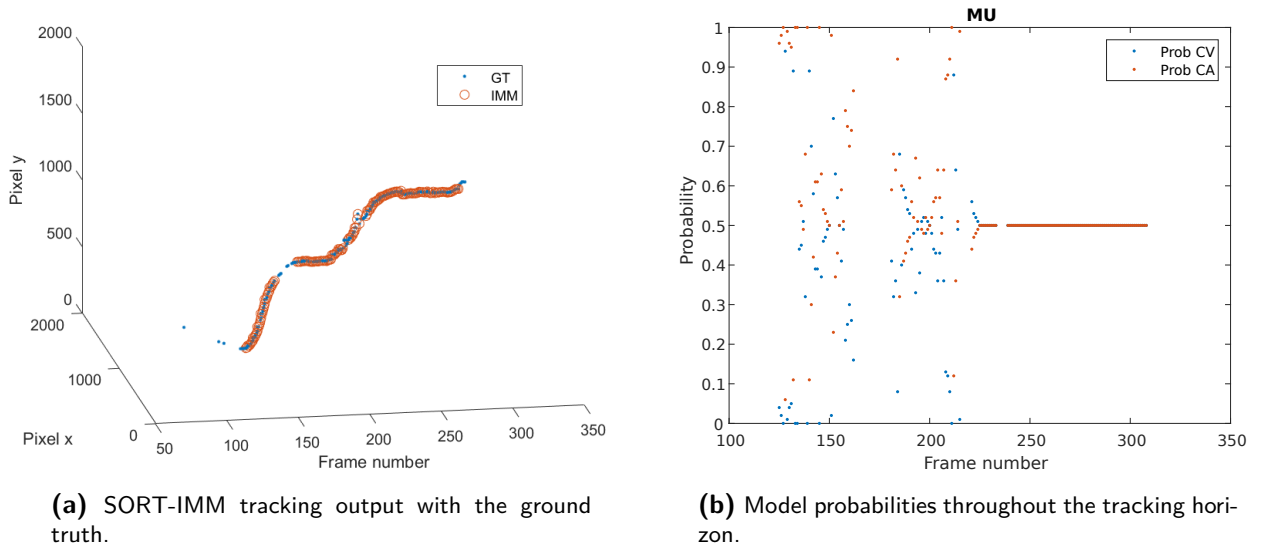 2000
1500
1000
500
0
2000
1000
0
Pixel y
Pixel x
50
100
150
200
250
300
350
Frame number
GT
IMM
(a) SORT-IMM tracking output with the ground
truth.
MU
1
0.9
0.8
0.7
0.6
0.5
0.4
0.3
0.2
0.1
0
Probability
100
150
200
250
300
350
Frame number
Prob CV
Prob CA
(b) Model probabilities throughout the tracking hori-
zon.